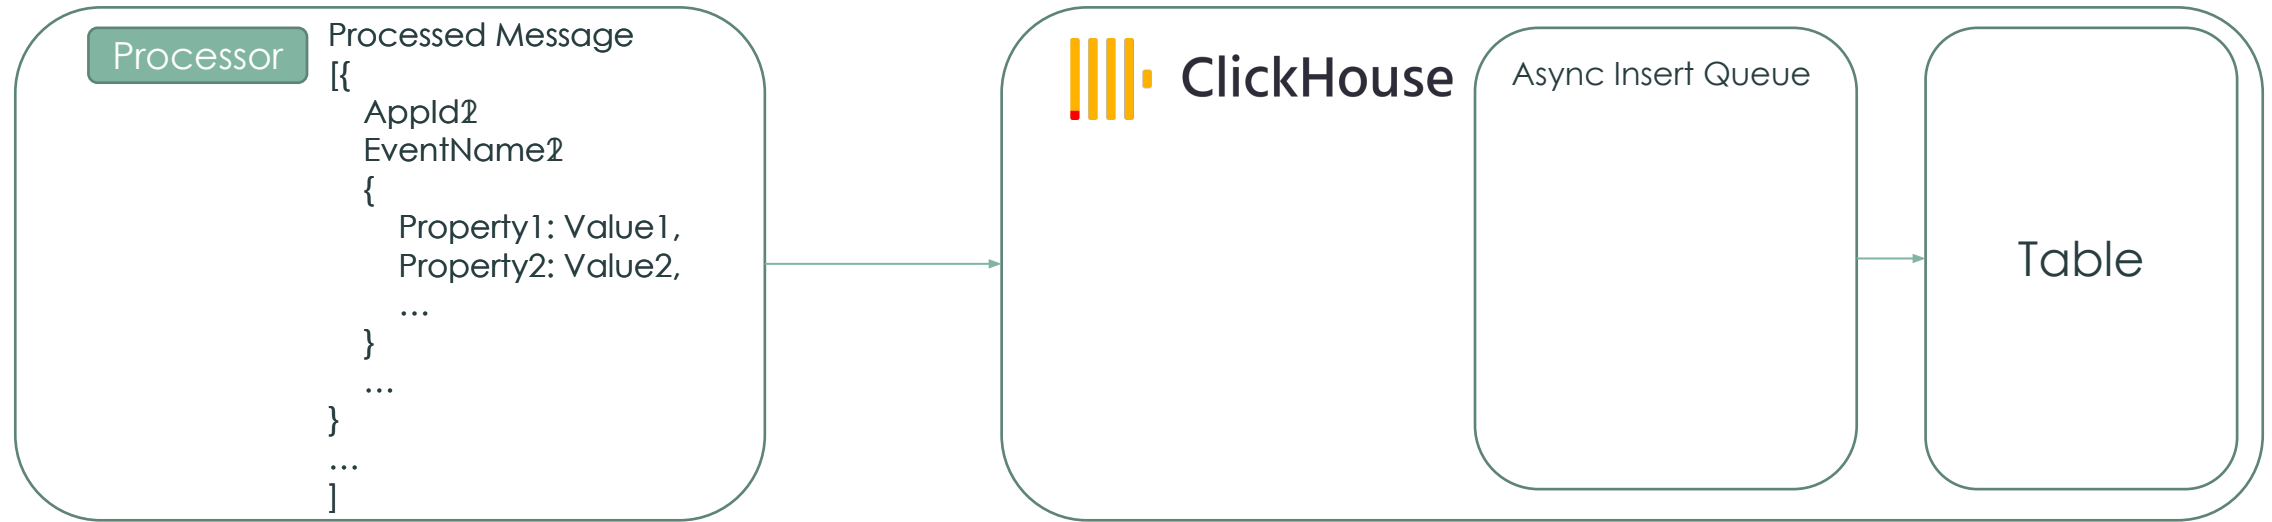 Processor
Processed Message
[{
AppId
EventName
{
Property1: Value1,
Property2: Value2,
...
}
...
}
...
]
ClickHouse
Async Insert Queue
Table